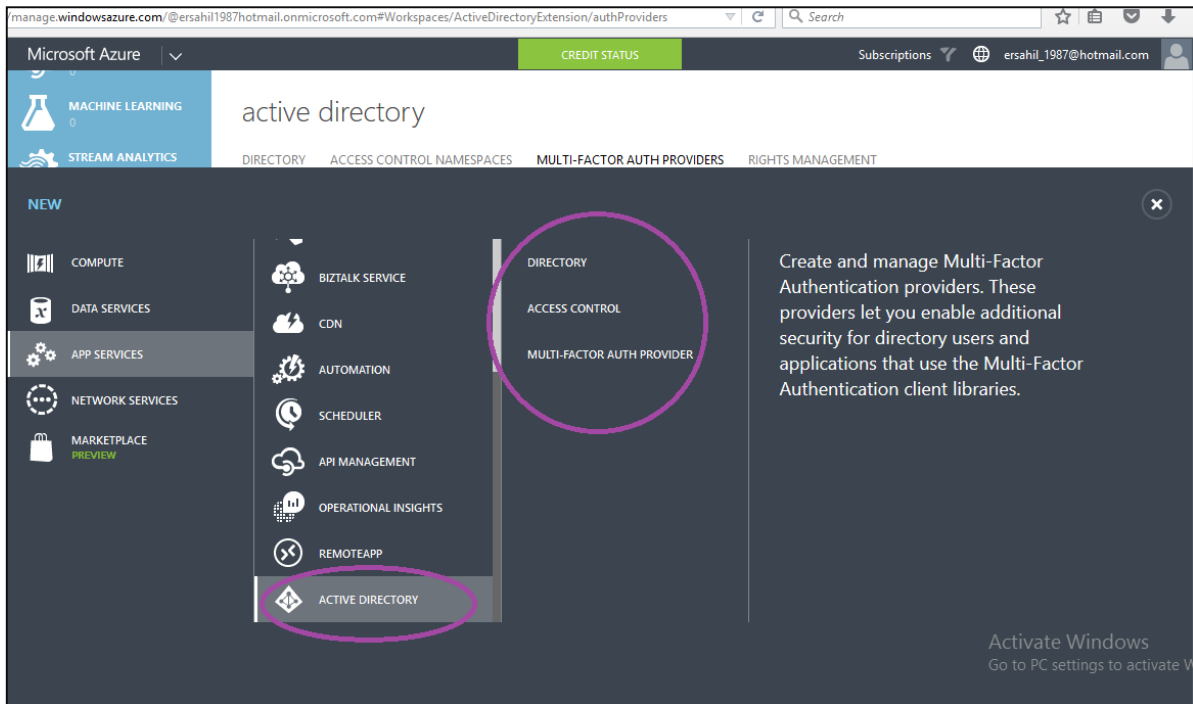 /manage.windowsazure.com/@ersahil1987hotmail.onmicrosoft.com#Workspaces/ActiveDirectoryExtension/authProviders
Search
Microsoft Azure
CREDIT STATUS
Subscriptions
ersahil_1987@hotmail.com
0
MACHINE LEARNING
0
STREAM ANALYTICS
active directory
DIRECTORY ACCESS CONTROL NAMESPACES MULTI-FACTOR AUTH PROVIDERS RIGHTS MANAGEMENT
NEW
COMPUTE
DATA SERVICES
APP SERVICES
NETWORK SERVICES
MARKETPLACE
PREVIEW
BIZTALK SERVICE
CDN
AUTOMATION
SCHEDULER
API MANAGEMENT
OPERATIONAL INSIGHTS
REMOTEAPP
ACTIVE DIRECTORY
DIRECTORY
ACCESS CONTROL
MULTI-FACTOR AUTH PROVIDER
Create and manage Multi-Factor
Authentication providers. These
providers let you enable additional
security for directory users and
applications that use the Multi-Factor
Authentication client libraries.
Activate Windows
Go to PC settings to activate W